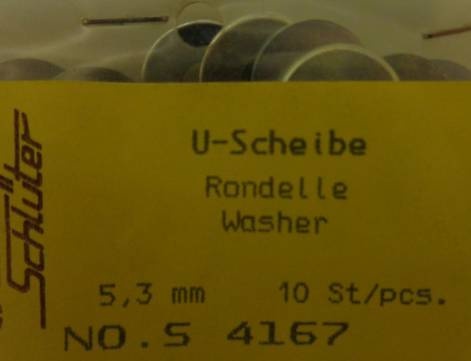 Schlüter
U-Scheibe
Rondelle
Washer
5,3 mm 10 St/pcs.
NO.S 4167